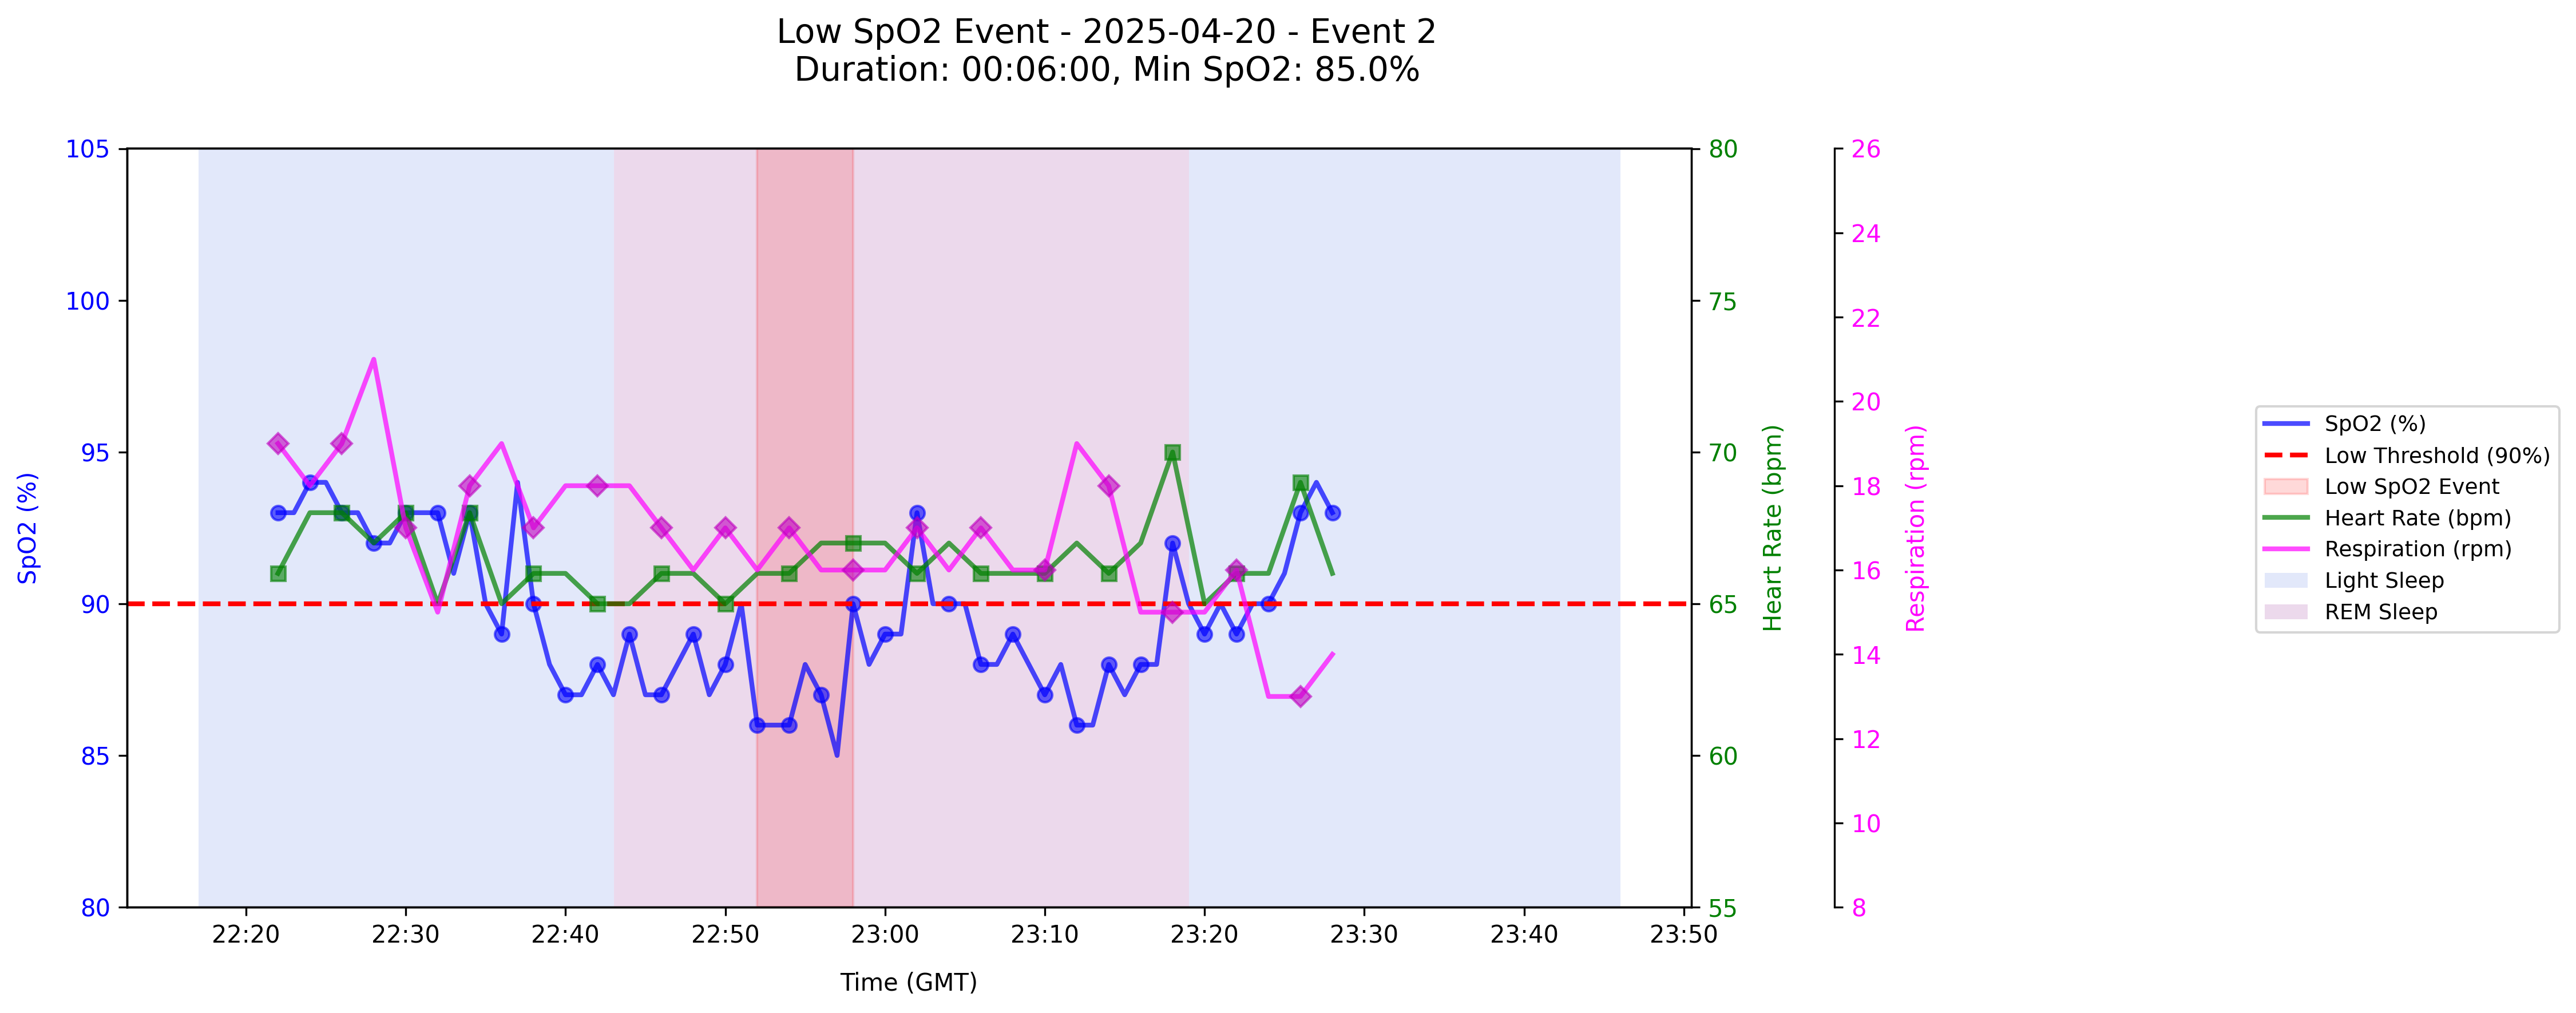 Low SpO2 Event - 2025-04-20 - Event 2
Duration: 00:06:00, Min SpO2: 85.0%
105
100
95
90
85
80
SpO2 (%)
80
75
70
65
60
55
Heart Rate (bpm)
26
24
22
20
18
16
14
12
10
8
Respiration (rpm)
SpO2 (%)
Low Threshold (90%)
Low SpO2 Event
Heart Rate (bpm)
Respiration (rpm)
Light Sleep
REM Sleep
22:20 22:30 22:40 22:50 23:00 23:10 23:20 23:30 23:40 23:50
Time (GMT)